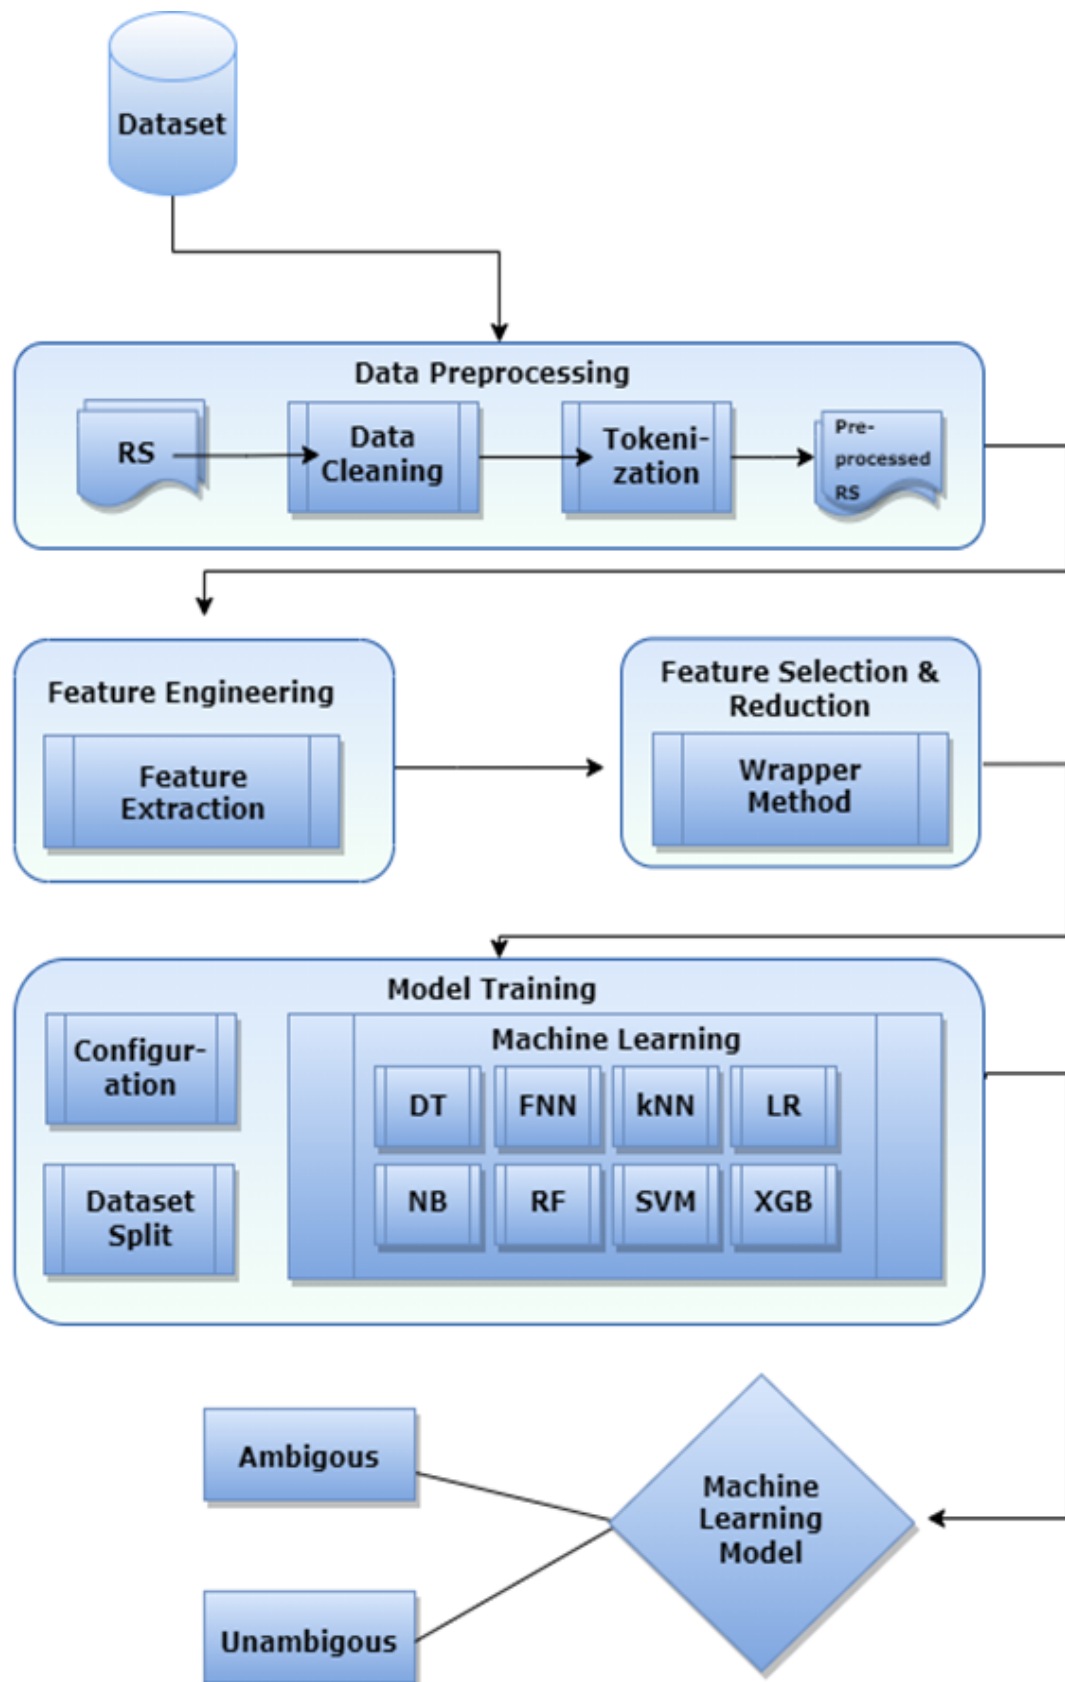 Dataset
Data Preprocessing
RS
Data
Cleaning
Tokeni-
zation
Pre-
processed
RS
Feature Engineering
Feature
Extraction
Feature Selection &
Reduction
Wrapper
Method
Model Training
Configur-
ation
Dataset
Split
Machine Learning
DT
FNN
kNN
LR
NB
RF
SVM
XGB
Ambigous
Unambigous
Machine
Learning
Model